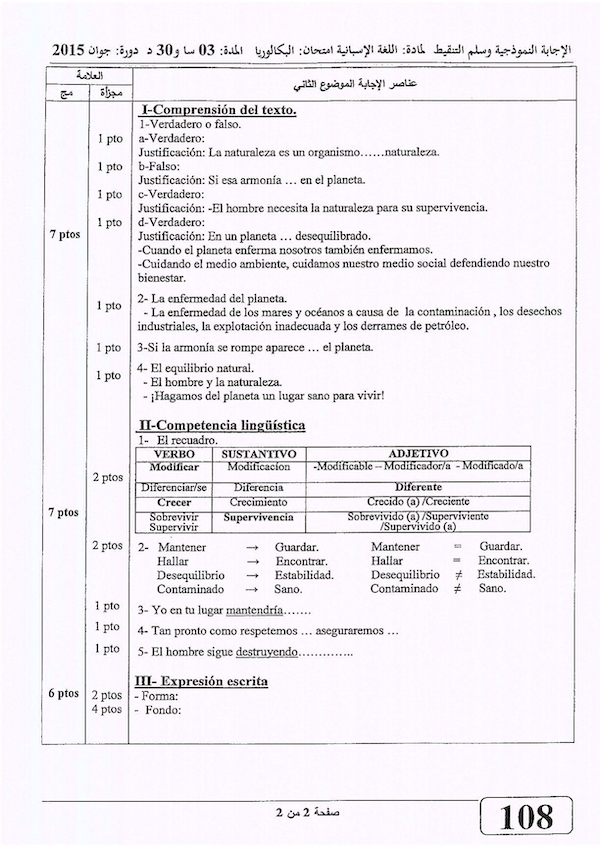 الإجابة النموذجية وسلم التنقيط لمادة: اللغة الإسبانية امتحان: البكالوريا المدة: 03 سا و30 د دورة: جوان 2015
العلامة
عناصر الإجابة الموضوع الثاني
مجزأة
مج
I-Comprensión del texto.
1-Verdadero o falso.
1 pto a-Verdadero:
Justificación: La naturaleza es un organismo……naturaleza.
1 pto b-Falso:
Justificación: Si esa armonía … en el planeta.
1 pto c-Verdadero:
Justificación: -El hombre necesita la naturaleza para su supervivencia.
1 pto d-Verdadero:
7 ptos Justificación: En un planeta … desequilibrado.
-Cuando el planeta enferma nosotros también enfermamos.
-Cuidando el medio ambiente, cuidamos nuestro medio social defendiendo nuestro
bienestar.
2- La enfermedad del planeta.
1 pto - La enfermedad de los mares y océanos a causa de la contaminación , los desechos
industriales, la explotación inadecuada y los derrames de petróleo.
1 pto 3-Si la armonía se rompe aparece … el planeta.
1 pto 4- El equilibrio natural.
- El hombre y la naturaleza.
- ¡Hagamos del planeta un lugar sano para vivir!
II-Competencia lingüística
1- El recuadro.
VERBO SUSTANTIVO ADJETIVO
Modificar Modificación -Modificable – Modificador/a - Modificado/a
2 ptos
Diferenciar/se Diferencia Diferente
Crecer Crecimiento Crecido (a) /Creciente
7 ptos
Sobrevivir Supervivencia Sobrevivido (a) /Superviviente
Supervivir /Supervivido (a)
2 ptos 2- Mantener → Guardar. Mantener = Guardar.
Hallar → Encontrar. Hallar = Encontrar.
Desequilibrio → Estabilidad. Desequilibrio ≠ Estabilidad.
Contaminado → Sano. Contaminado ≠ Sano.
1 pto 3- Yo en tu lugar mantendría…….
1 pto 4- Tan pronto como respetemos … aseguraremos …
1 pto 5- El hombre sigue destruyendo…………..
III- Expresión escrita
6 ptos 2 ptos - Forma:
4 ptos - Fondo:
صفحة 2 من 2
108